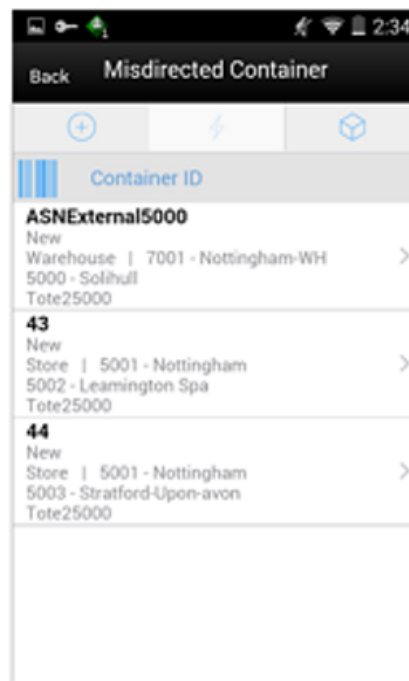 2:34
Back Misdirected Container
Container ID
ASNExternal5000
New
Warehouse | 7001 - Nottingham-WH
5000 - Solihull
Tote25000
43
New
Store | 5001 - Nottingham
5002 - Leamington Spa
Tote25000
44
New
Store | 5001 - Nottingham
5003 - Stratford-Upon-avon
Tote25000